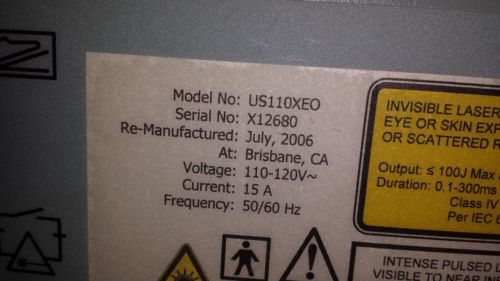 Model No: US110XEO
Serial No: X12680
Re-Manufactured: July, 2006
At: Brisbane, CA
Voltage: 110-120V~
Current: 15 A
Frequency: 50/60 Hz
INVISIBLE LASER
EYE OR SKIN EXP
OR SCATTERED R
Output: ≤ 100J Max
Duration: 0.1-300ms
Class IV
Per IEC 6
INTENSE PULSED L
VISIBLE TO NEAR IN